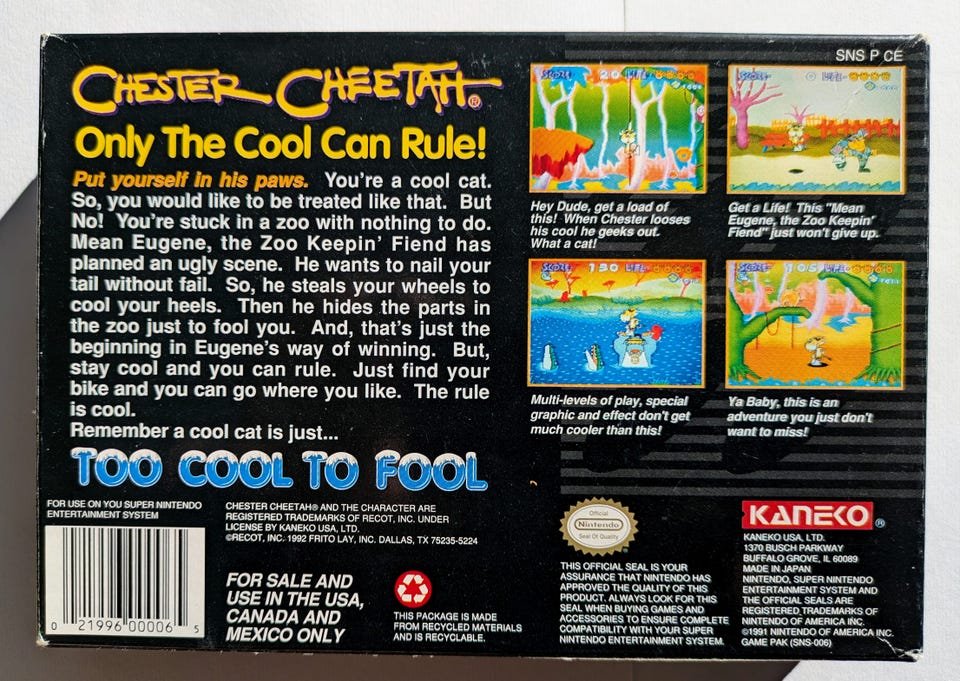 SNS P CE
CHESTER CHEETAH®
Only The Cool Can Rule!
Put yourself in his paws. You're a cool cat.
So, you would like to be treated like that. But
No! You're stuck in a zoo with nothing to do.
Mean Eugene, the Zoo Keepin' Fiend has
planned an ugly scene. He wants to nail your
tail without fail. So, he steals your wheels to
cool your heels. Then he hides the parts in
the zoo just to fool you. And, that's just the
beginning in Eugene's way of winning. But,
stay cool and you can rule. Just find your
bike and you can go where you like. The rule
is cool.
Remember a cool cat is just...
TOO COOL TO FOOL
SCORE 20 LIFE
Hey Dude, get a load of
this! When Chester looses
his cool he geeks out.
What a cat!
SCORE 0 LIFE
Get a Life! This "Mean
Eugene, the Zoo Keepin'
Fiend" just won't give up.
SCORE 130 LIFE
Multi-levels of play, special
graphic and effect don't get
much cooler than this!
SCORE 105 LIFE
Ya Baby, this is an
adventure you just don't
want to miss!
FOR USE ON YOU SUPER NINTENDO
ENTERTAINMENT SYSTEM
0 21996 00006 5
CHESTER CHEETAH® AND THE CHARACTER ARE
REGISTERED TRADEMARKS OF RECOT, INC. UNDER
LICENSE BY KANEKO USA, LTD.
©RECOT, INC. 1992 FRITO LAY, INC. DALLAS, TX 75235-5224
FOR SALE AND
USE IN THE USA,
CANADA AND
MEXICO ONLY
THIS PACKAGE IS MADE
FROM RECYCLED MATERIALS
AND IS RECYCLABLE.
Official
Nintendo
Seal Of Quality
THIS OFFICIAL SEAL IS YOUR
ASSURANCE THAT NINTENDO HAS
APPROVED THE QUALITY OF THIS
PRODUCT. ALWAYS LOOK FOR THIS
SEAL WHEN BUYING GAMES AND
ACCESSORIES TO ENSURE COMPLETE
COMPATIBILITY WITH YOUR SUPER
NINTENDO ENTERTAINMENT SYSTEM.
KANEKO®
KANEKO USA, LTD.
1370 BUSCH PARKWAY
BUFFALO GROVE, IL 60089
MADE IN JAPAN
NINTENDO, SUPER NINTENDO
ENTERTAINMENT SYSTEM AND
THE OFFICIAL SEALS ARE
REGISTERED TRADEMARKS OF
NINTENDO OF AMERICA INC.
©1991 NINTENDO OF AMERICA INC.
GAME PAK (SNS-006)